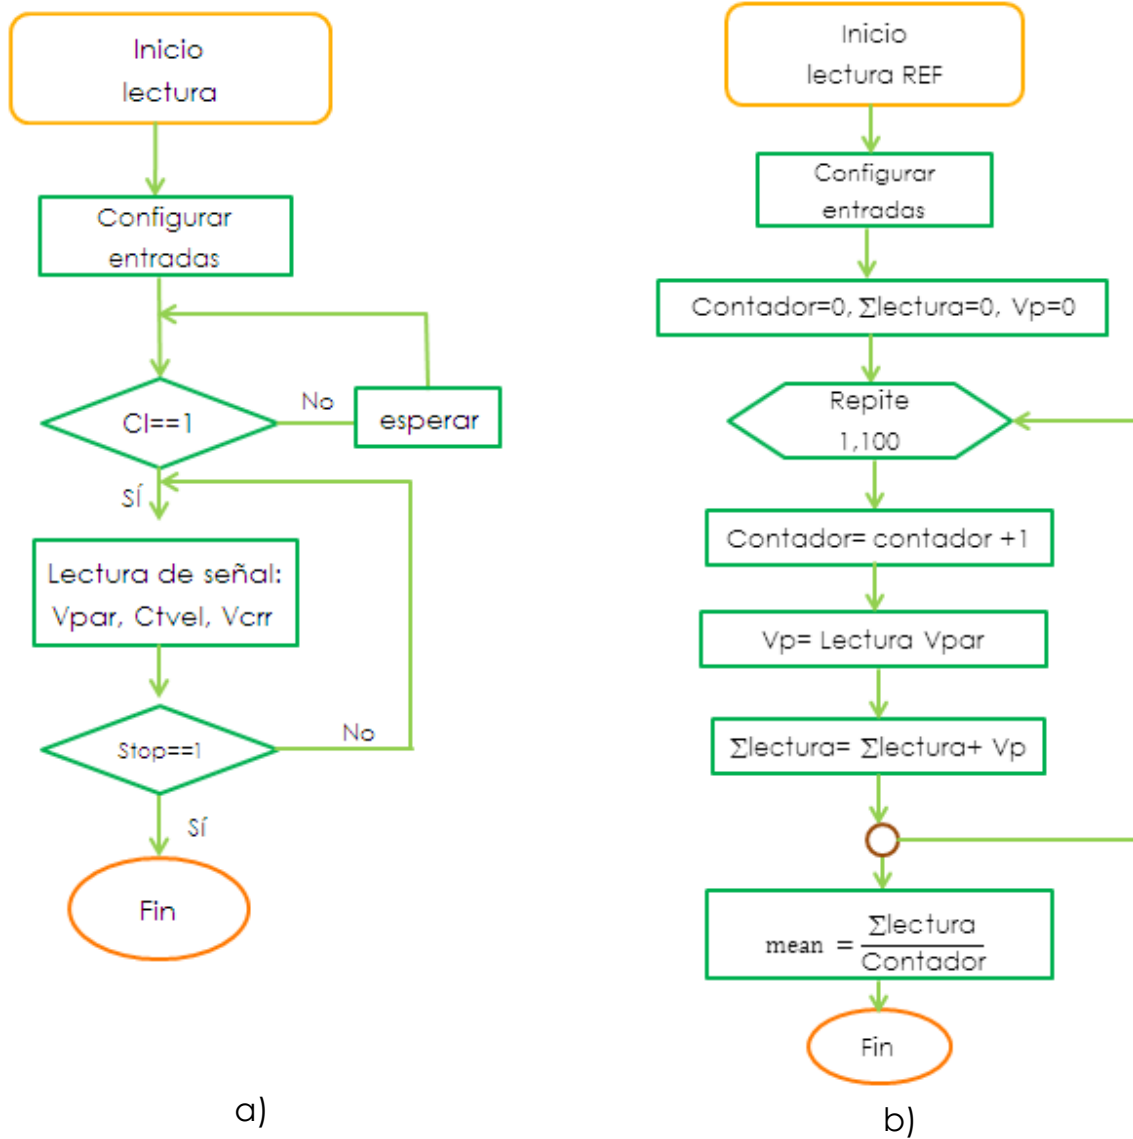 Inicio
lectura
Configurar
entradas
CI==1
No
esperar
SÍ
Lectura de señal:
Vpar, Ctvel, Vcrr
Stop==1
No
Sí
Fin
a)
Inicio
lectura REF
Configurar
entradas
Contador=0, Σlectura=0, Vp=0
Repite
1,100
Contador= contador +1
Vp= Lectura Vpar
Σlectura= Σlectura+ Vp
mean = Σlectura
Contador
Fin
b)